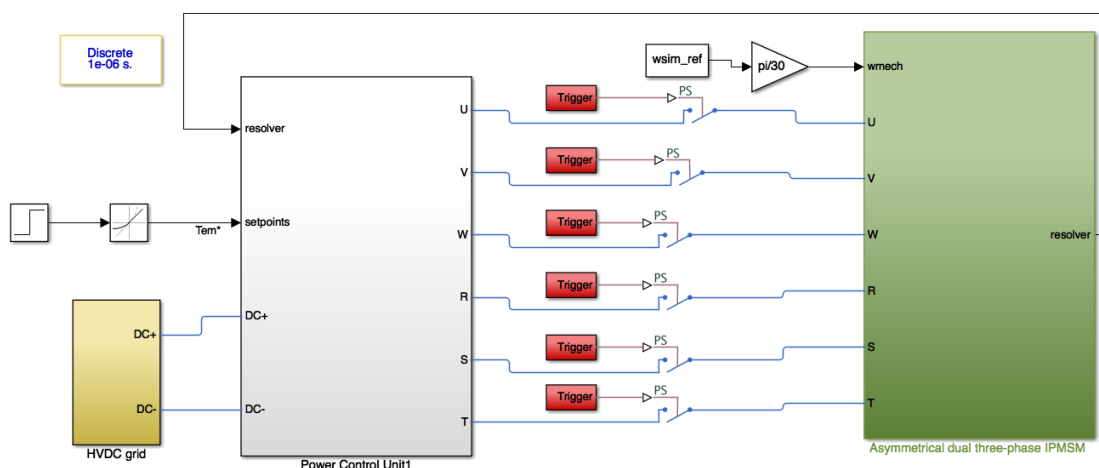 Discrete
1e-06 s.
wsim_ref
pi/30
wmech
Trigger
PS
U
U
resolver
Trigger
PS
V
V
setpoints
Tem*
Trigger
PS
W
W
resolver
Trigger
PS
R
R
DC+
DC+
Trigger
PS
S
S
Trigger
PS
T
T
DC-
DC-
HVDC grid
Power Control Unit1
Asymmetrical dual three-phase IPMSM